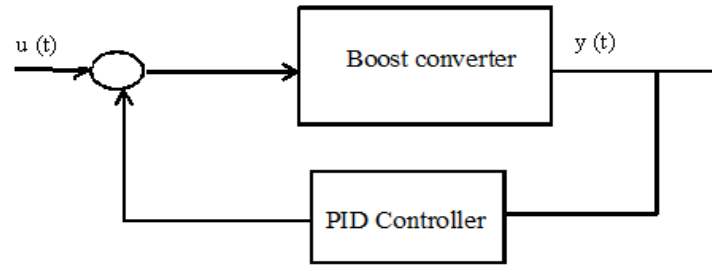 u (t)
Boost converter
y (t)
PID Controller